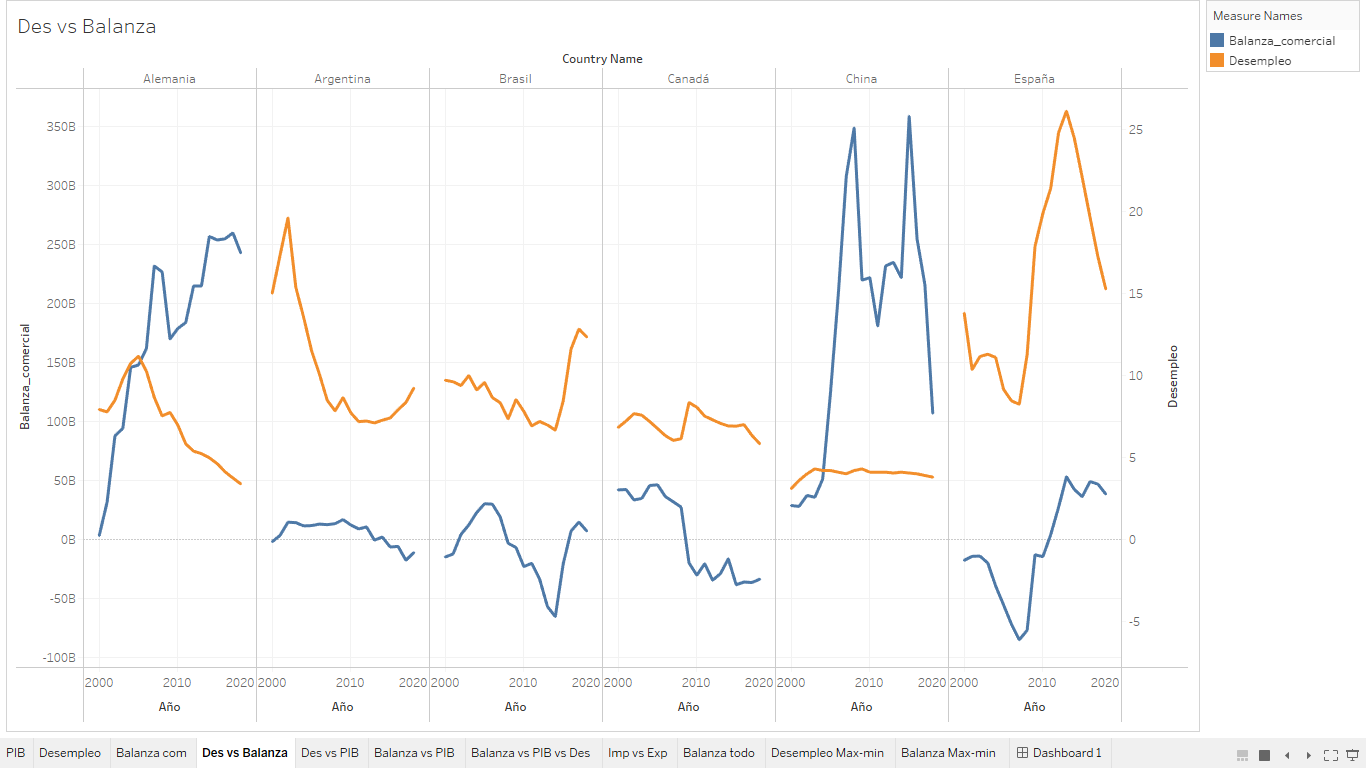 Des vs Balanza
Measure Names
Balanza_comercial
Desempleo
Country Name
Alemania Argentina Brasil Canadá China España
350B
300B
250B
200B
150B
100B
50B
0B
-50B
-100B
Balanza_comercial
25
20
15
10
5
0
-5
Desempleo
2000 2010 2020 2000 2010 2020 2000 2010 2020 2000 2010 2020 2000 2010 2020 2000 2010 2020
Año Año Año Año Año Año
PIB Desempleo Balanza com Des vs Balanza Des vs PIB Balanza vs PIB Balanza vs PIB vs Des Imp vs Exp Balanza todo Desempleo Max-min Balanza Max-min Dashboard 1